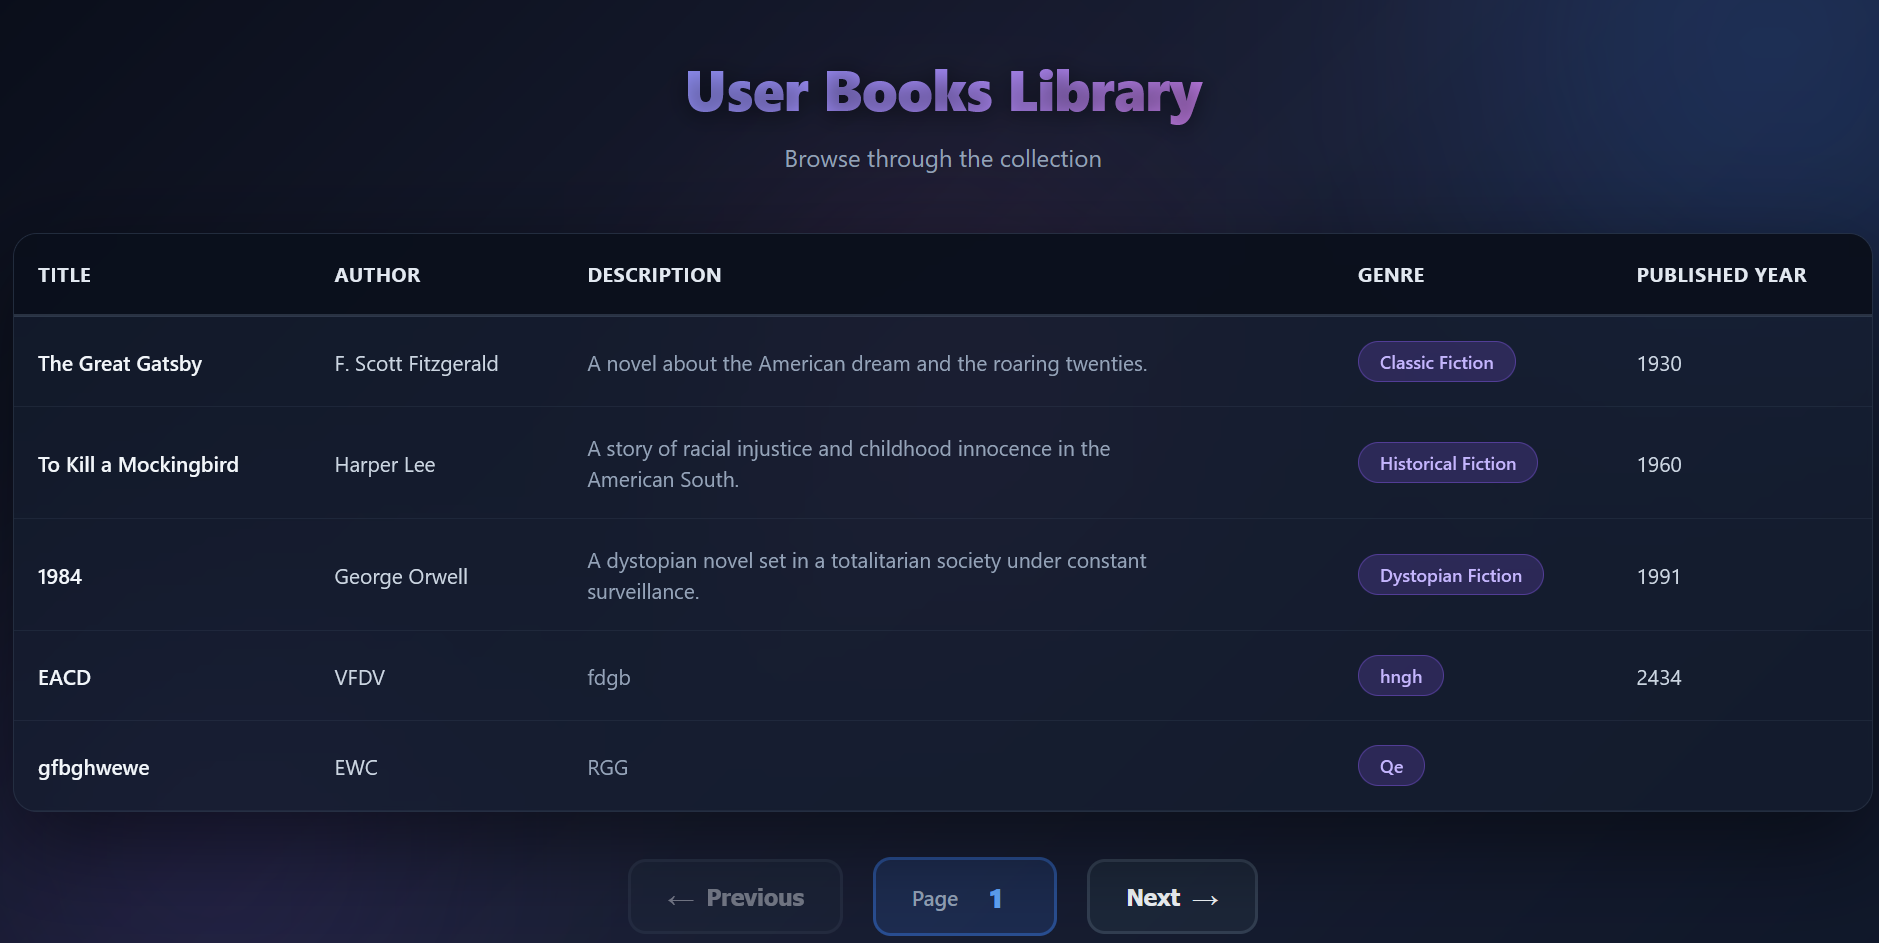 User Books Library
Browse through the collection
TITLE AUTHOR DESCRIPTION GENRE PUBLISHED YEAR
The Great Gatsby F. Scott Fitzgerald A novel about the American dream and the roaring twenties. Classic Fiction 1930
To Kill a Mockingbird Harper Lee A story of racial injustice and childhood innocence in the
American South. Historical Fiction 1960
1984 George Orwell A dystopian novel set in a totalitarian society under constant
surveillance. Dystopian Fiction 1991
EACD VFDV fdgb hngh 2434
gfbghwewe EWC RGG Qe
← Previous Page 1 Next →